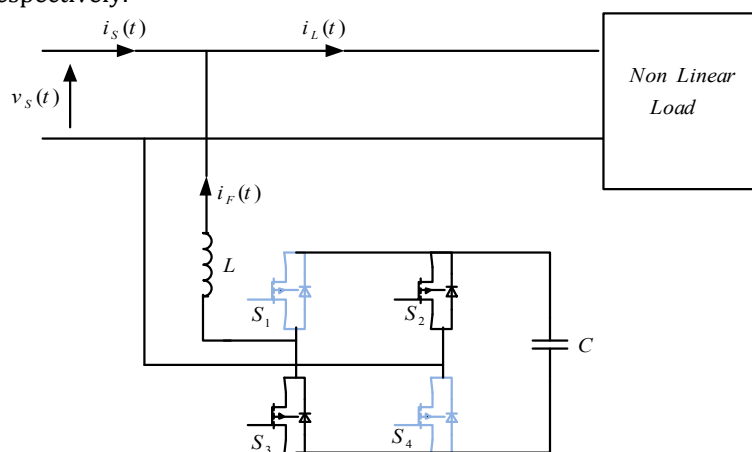 espectively.
i_S(t)
i_L(t)
v_S(t)
Non Linear
Load
i_F(t)
L
S_1
S_2
C
S_3
S_4